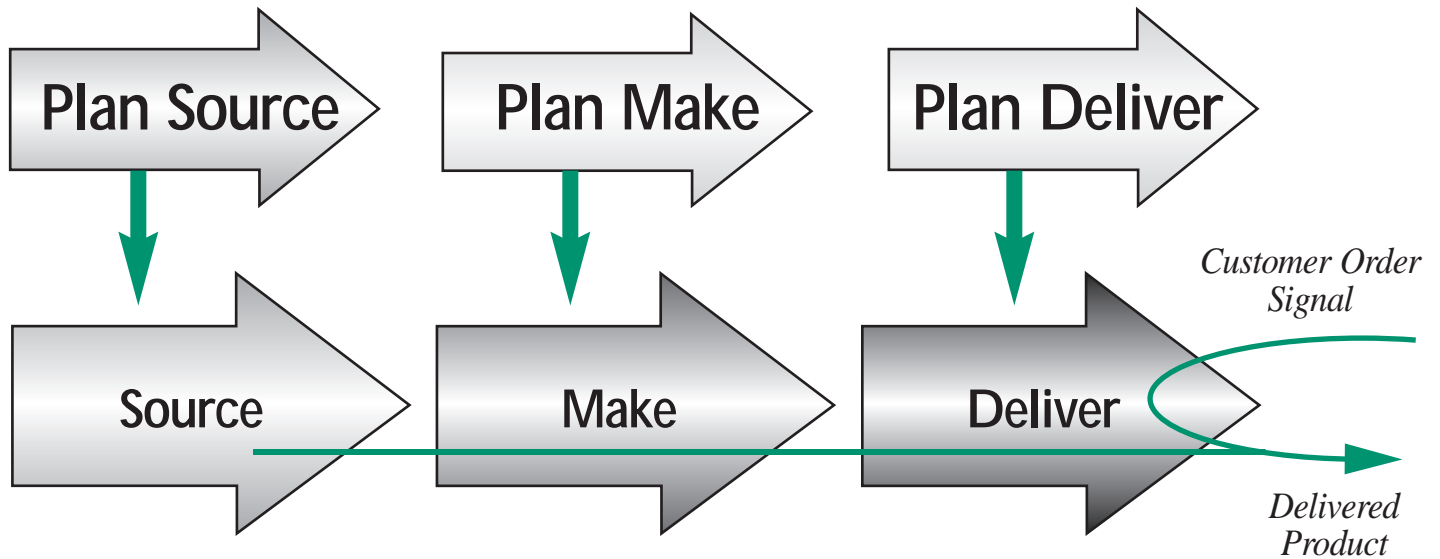 Plan Source
Plan Make
Plan Deliver
Customer Order
Signal
Source
Make
Deliver
Delivered
Product